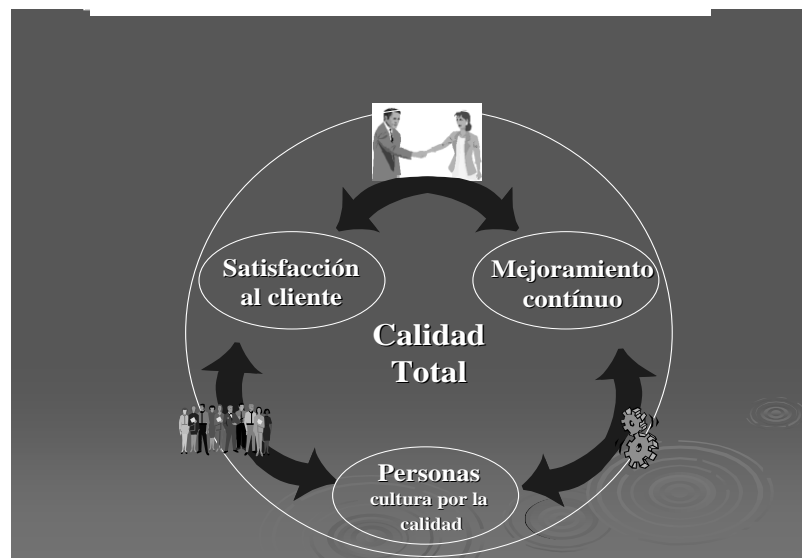 Satisfacción
al cliente
Mejoramiento
contínuo
Calidad
Total
Personas
cultura por la
calidad